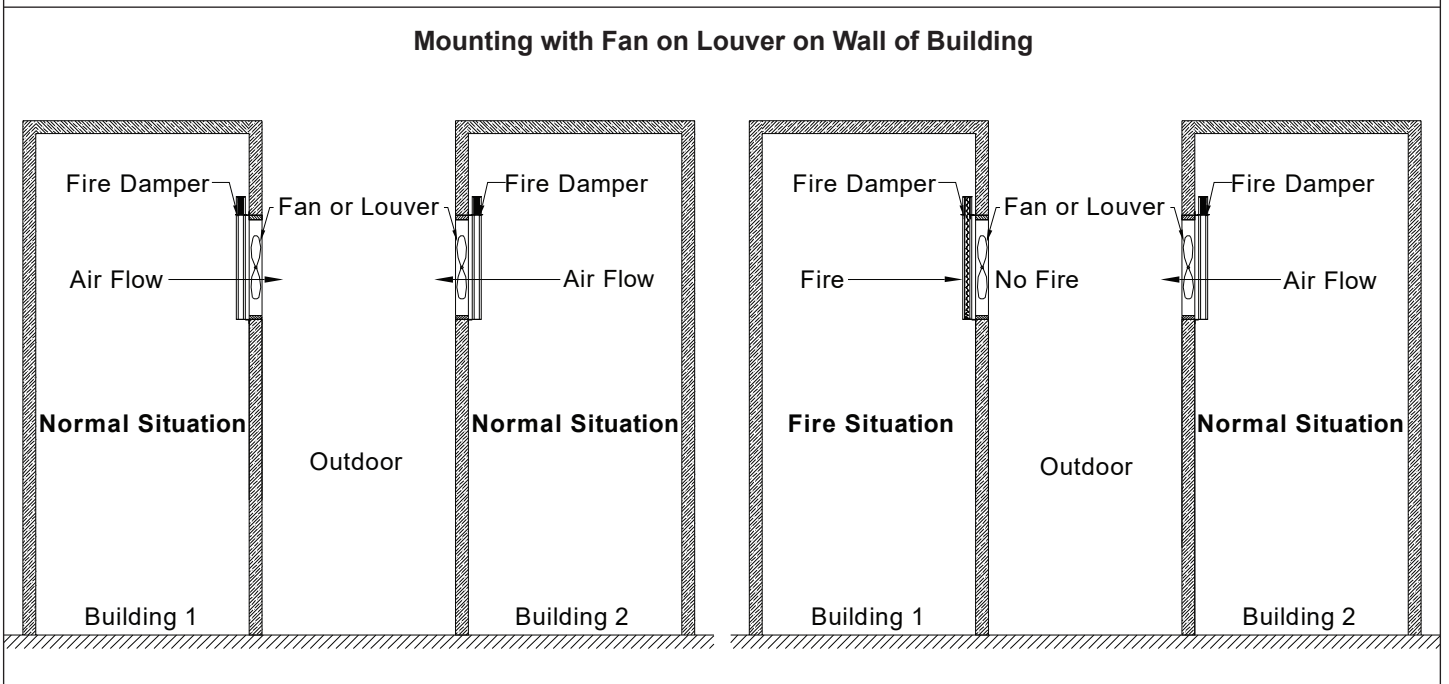 Mounting with Fan on Louver on Wall of Building
Fire Damper
Fan or Louver
Fire Damper
Air Flow
Air Flow
Normal Situation
Normal Situation
Outdoor
Building 1
Building 2
Fire Damper
Fan or Louver
Fire Damper
Fire
No Fire
Air Flow
Fire Situation
Normal Situation
Outdoor
Building 1
Building 2